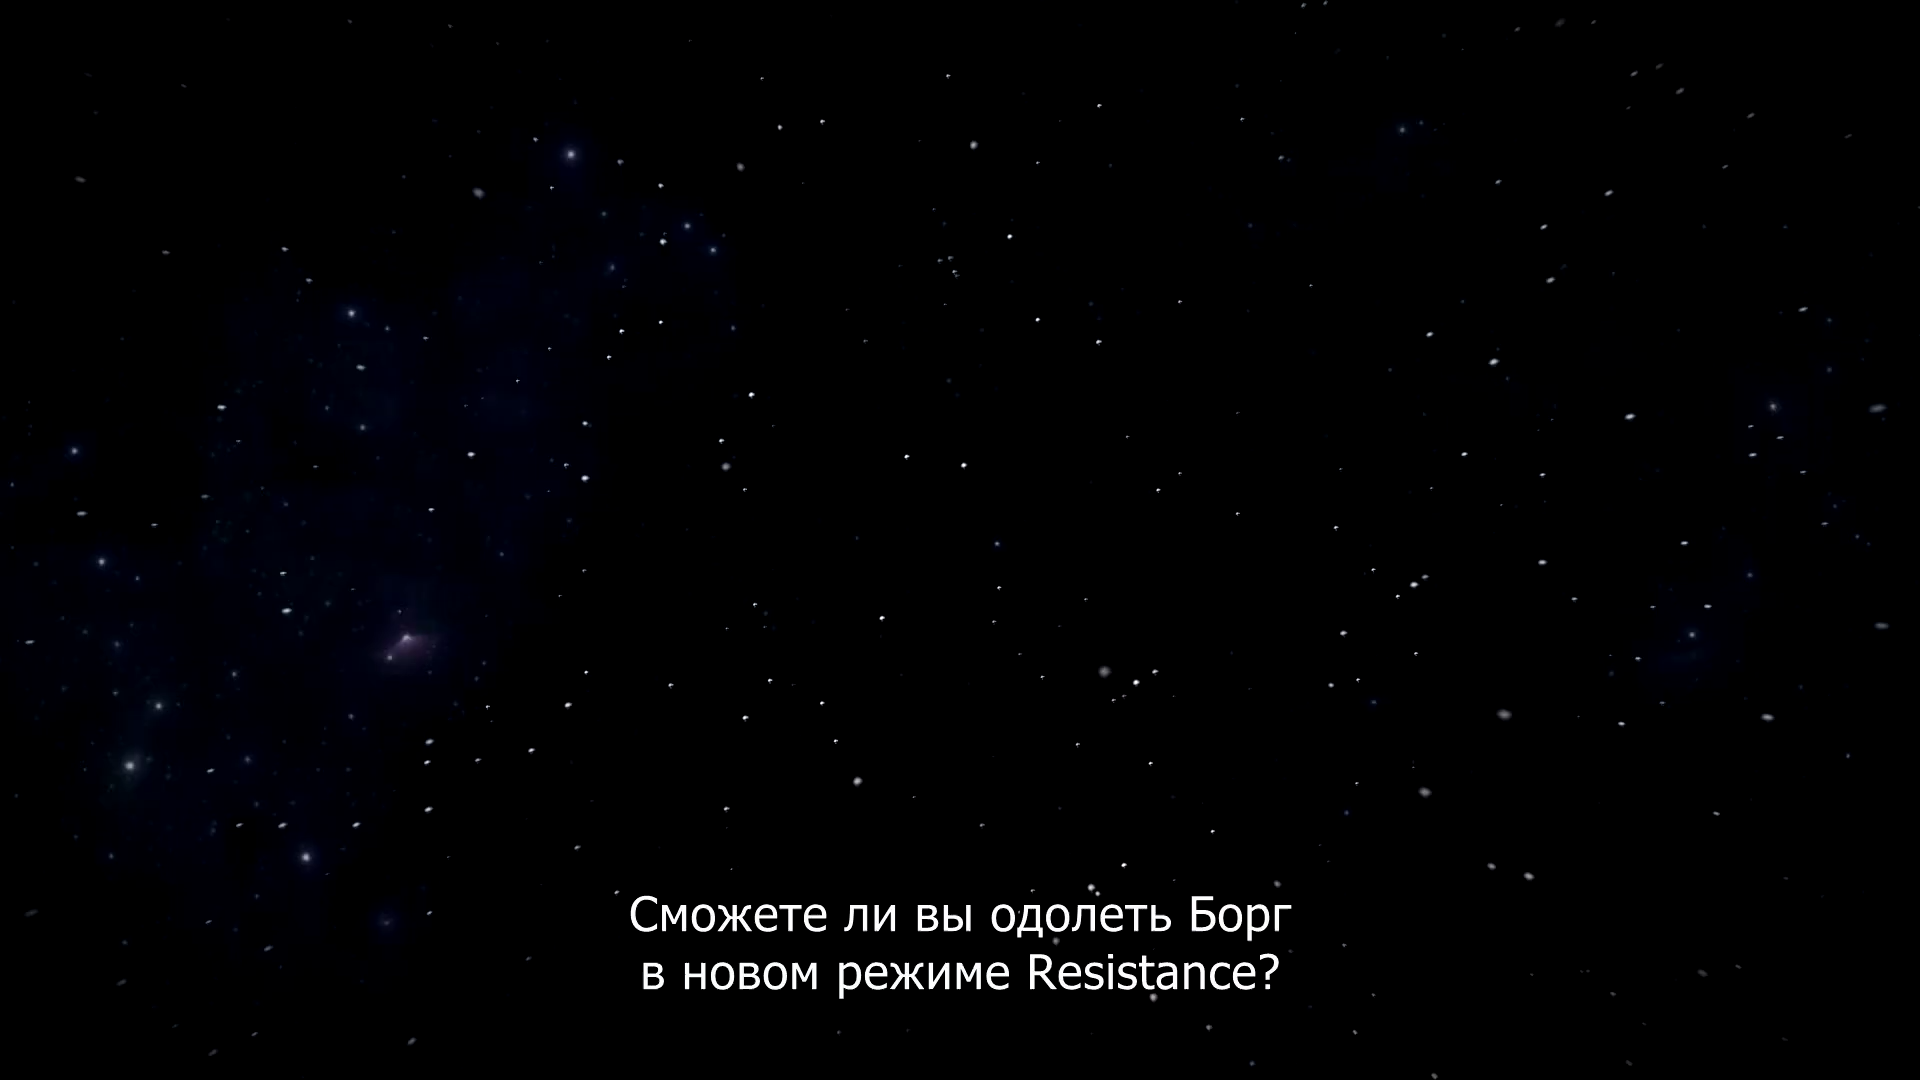 Сможете ли вы одолеть Борг
в новом режиме Resistance?